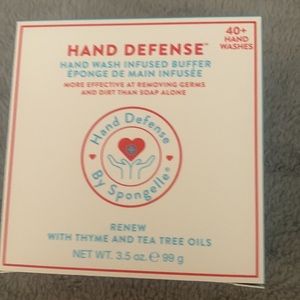 40+
HAND
WASHES
HAND DEFENSE™
HAND WASH INFUSED BUFFER
ÉPONGE DE MAIN INFUSÉE
MORE EFFECTIVE AT REMOVING GERMS
AND DIRT THAN SOAP ALONE
Hand Defense
By Spongellé®
RENEW
WITH THYME AND TEA TREE OILS
NET WT. 3.5 oz. ℮ 99 g